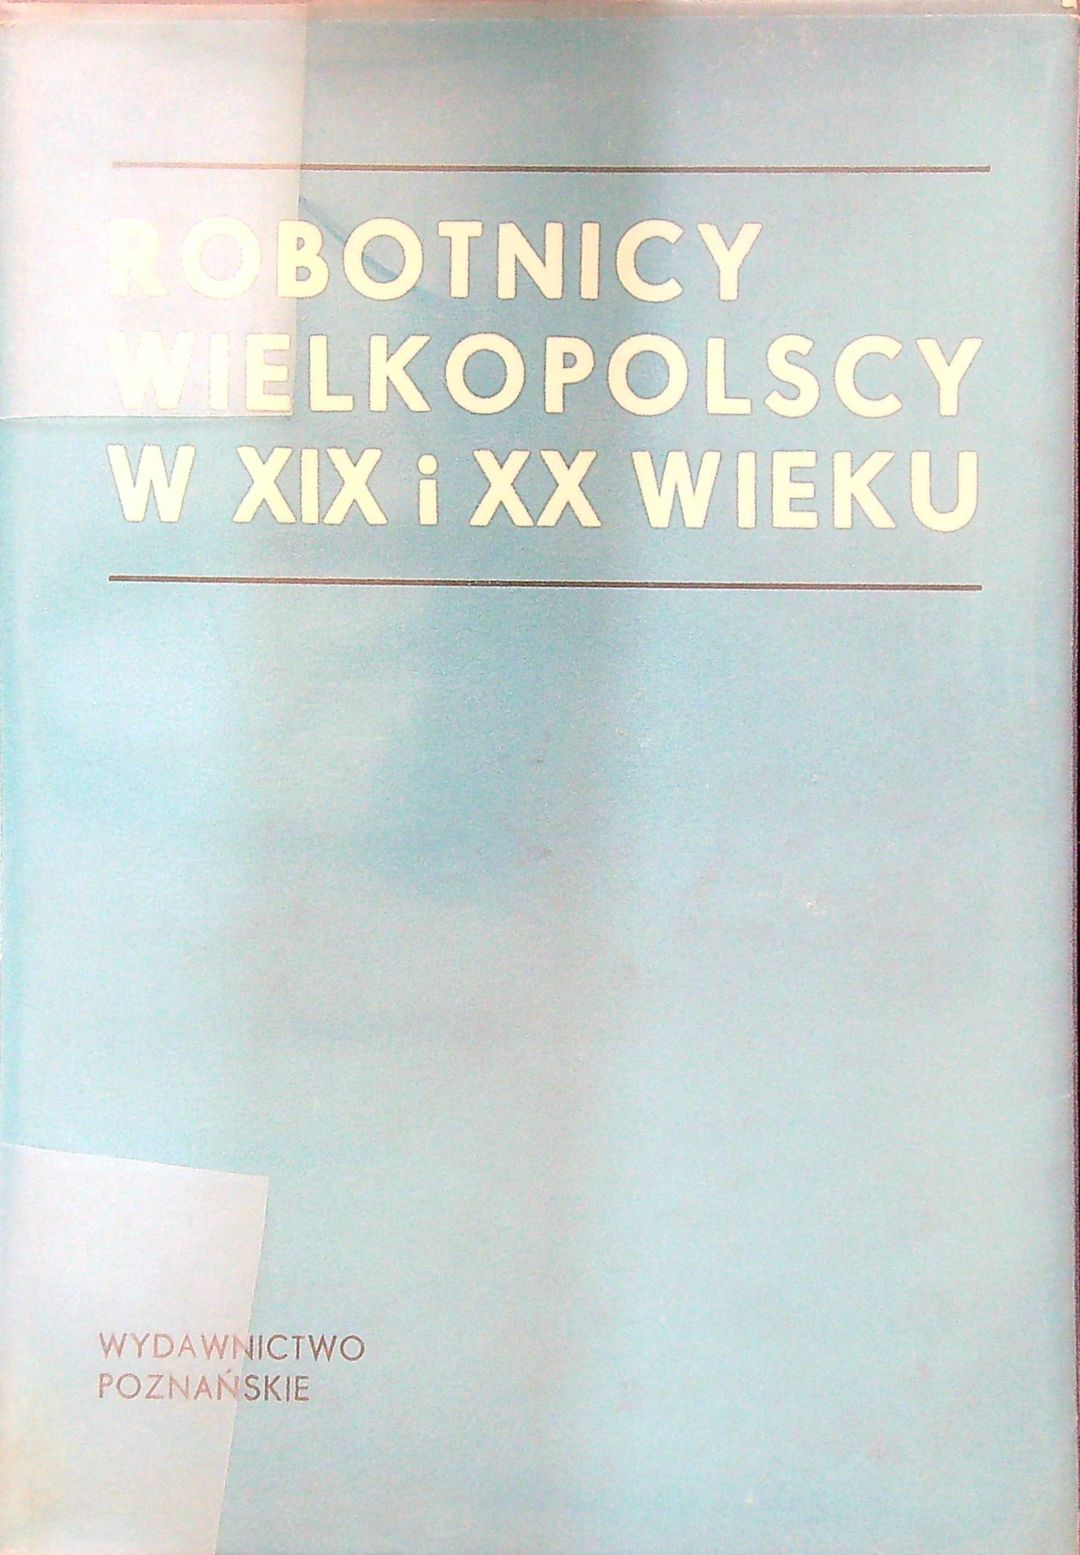 ROBOTNICY
WIELKOPOLSCY
W XIX i XX WIEKU
WYDAWNICTWO
POZNAŃSKIE